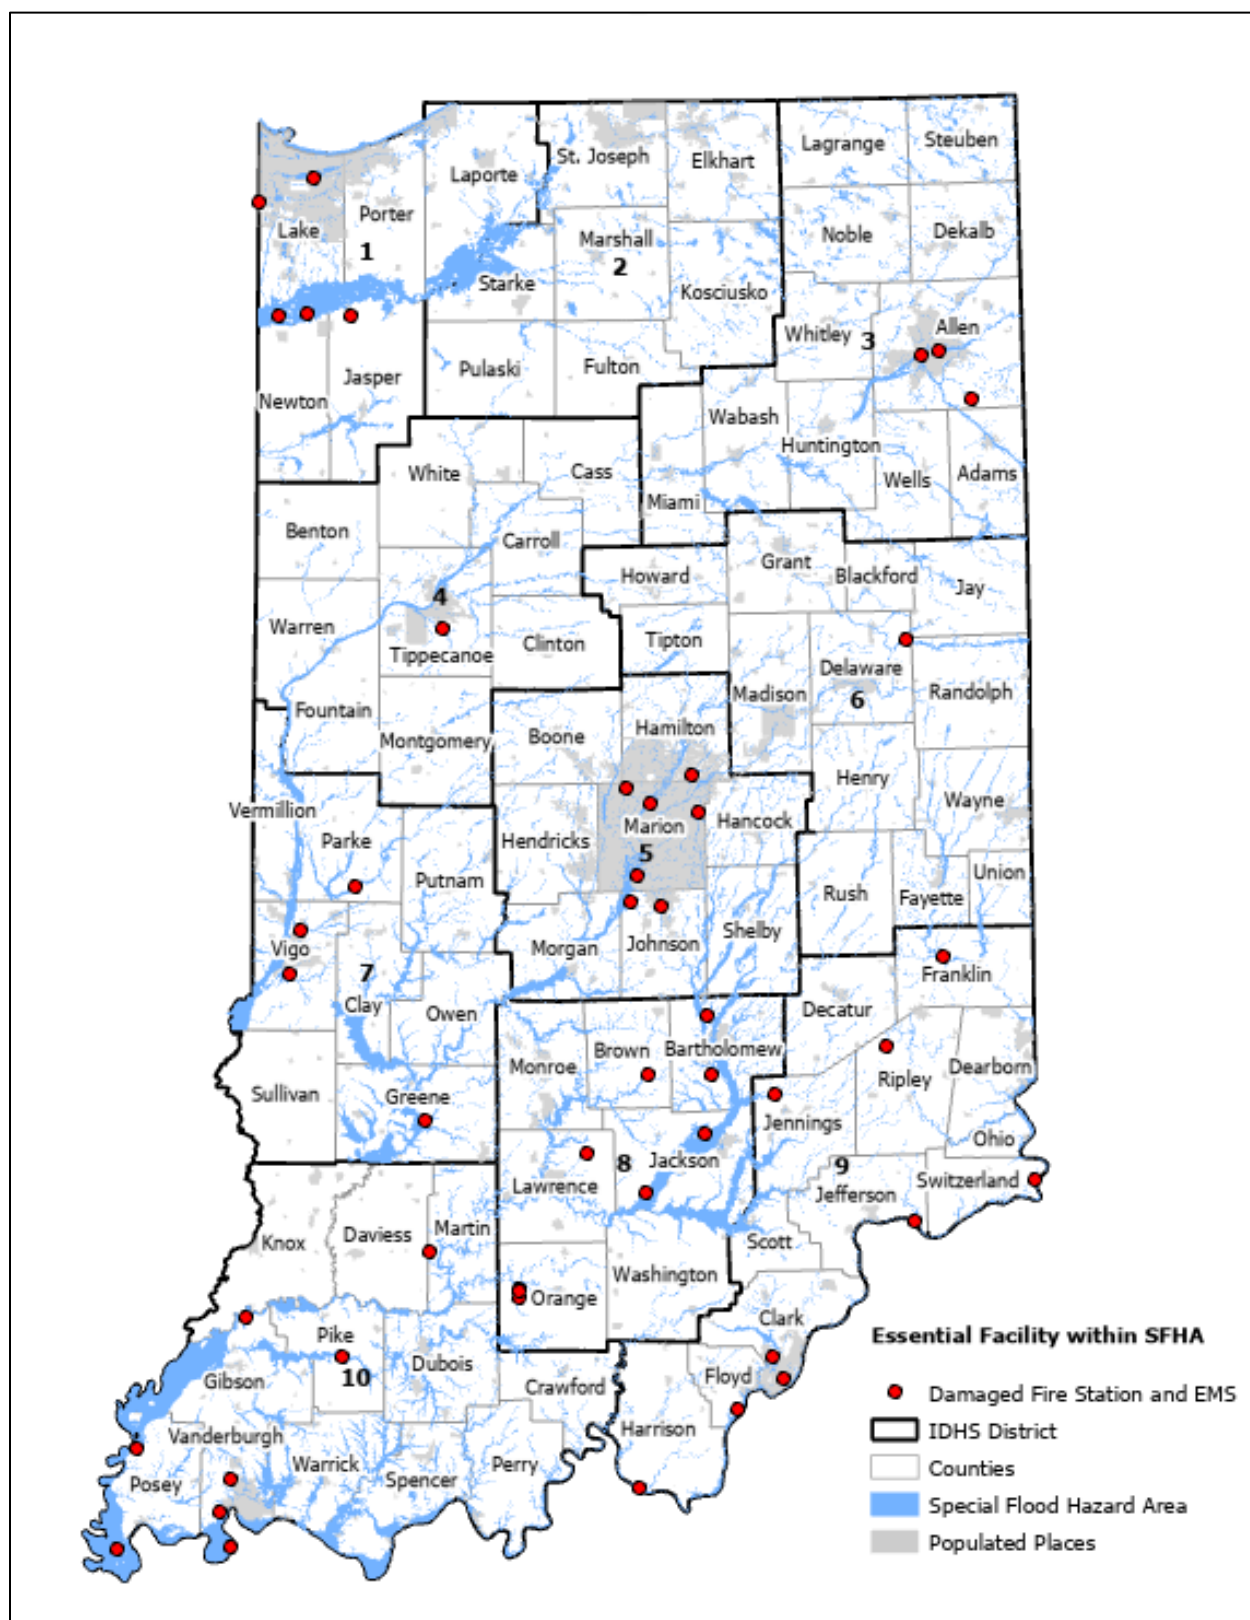 Lagrange
Steuben
St. Joseph
Elkhart
Laporte
Porter
Lake
1
Marshall
2
Noble
Dekalb
Starke
Kosciusko
Whitley
3
Allen
Pulaski
Fulton
Jasper
Newton
Wabash
Huntington
White
Cass
Miami
Wells
Adams
Benton
Carroll
Grant
Howard
Blackford
Jay
4
Warren
Tippecanoe
Clinton
Tipton
Delaware
Madison
6
Randolph
Fountain
Montgomery
Boone
Hamilton
Henry
Wayne
Vermillion
Parke
Hendricks
Marion
5
Hancock
Putnam
Rush
Fayette
Union
Vigo
Morgan
Johnson
Shelby
7
Clay
Owen
Franklin
Decatur
Monroe
Brown
Bartholomew
Ripley
Dearborn
Sullivan
Greene
Jennings
Ohio
8
Jackson
9
Lawrence
Jefferson
Switzerland
Knox
Daviess
Martin
Scott
Washington
Orange
Clark
Pike
10
Dubois
Gibson
Crawford
Floyd
Harrison
Vanderburgh
Warrick
Spencer
Perry
Posey
Essential Facility within SFHA
Damaged Fire Station and EMS
IDHS District
Counties
Special Flood Hazard Area
Populated Places